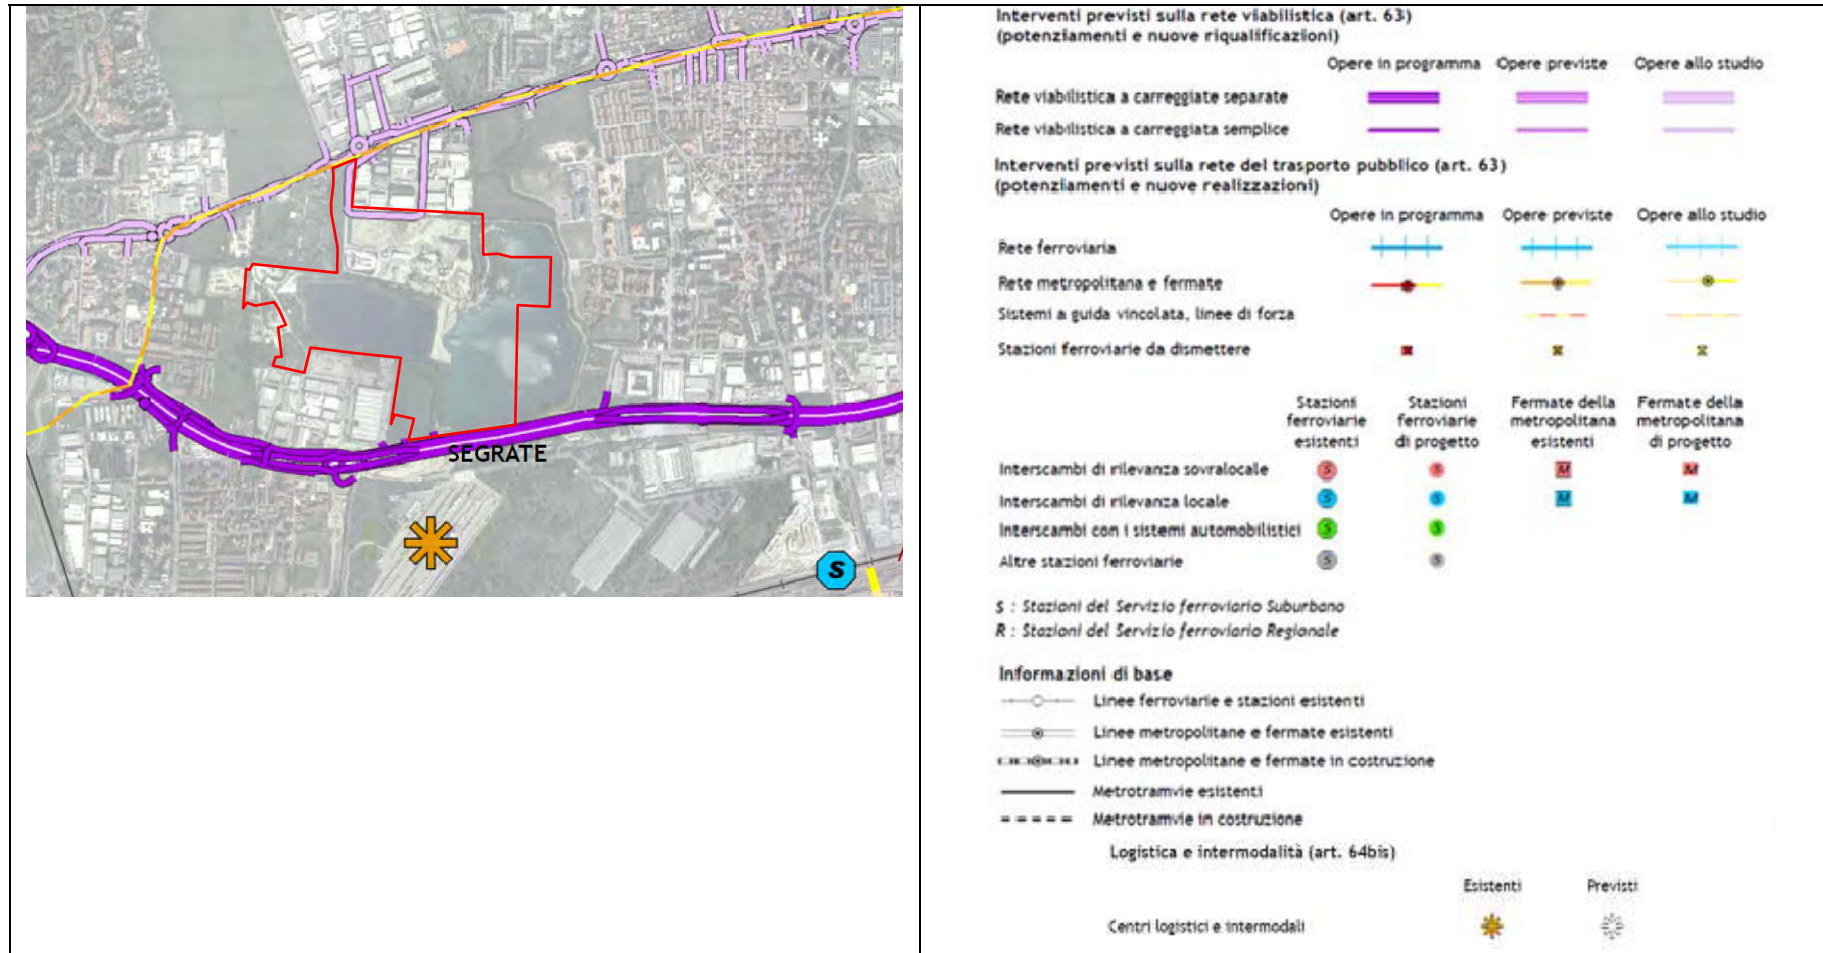 SEGRATE
S
Interventi previsti sulla rete viabilistica (art. 63)
(potenziamenti e nuove riqualificazioni)
Opere in programma Opere previste Opere allo studio
Rete viabilistica a carreggiate separate
Rete viabilistica a carreggiata semplice
Interventi previsti sulla rete del trasporto pubblico (art. 63)
(potenziamenti e nuove realizzazioni)
Opere in programma Opere previste Opere allo studio
Rete ferroviaria
Rete metropolitana e fermate
Sistemi a guida vincolata, linee di forza
Stazioni ferroviarie da dismettere
Stazioni Stazioni Fermate della Fermate della
ferroviarie ferroviarie metropolitana metropolitana
esistenti di progetto esistenti di progetto
Interscambi di rilevanza sovralocale S S M M
Interscambi di rilevanza locale S S M M
Interscambi con i sistemi automobilistici S S
Altre stazioni ferroviarie S S
S : Stazioni del Servizio ferroviario Suburbano
R : Stazioni del Servizio ferroviario Regionale
Informazioni di base
Linee ferroviarie e stazioni esistenti
Linee metropolitane e fermate esistenti
Linee metropolitane e fermate in costruzione
Metrotramvie esistenti
Metrotramvie in costruzione
Logistica e intermodalità (art. 64bis)
Esistenti Previsti
Centri logistici e intermodali